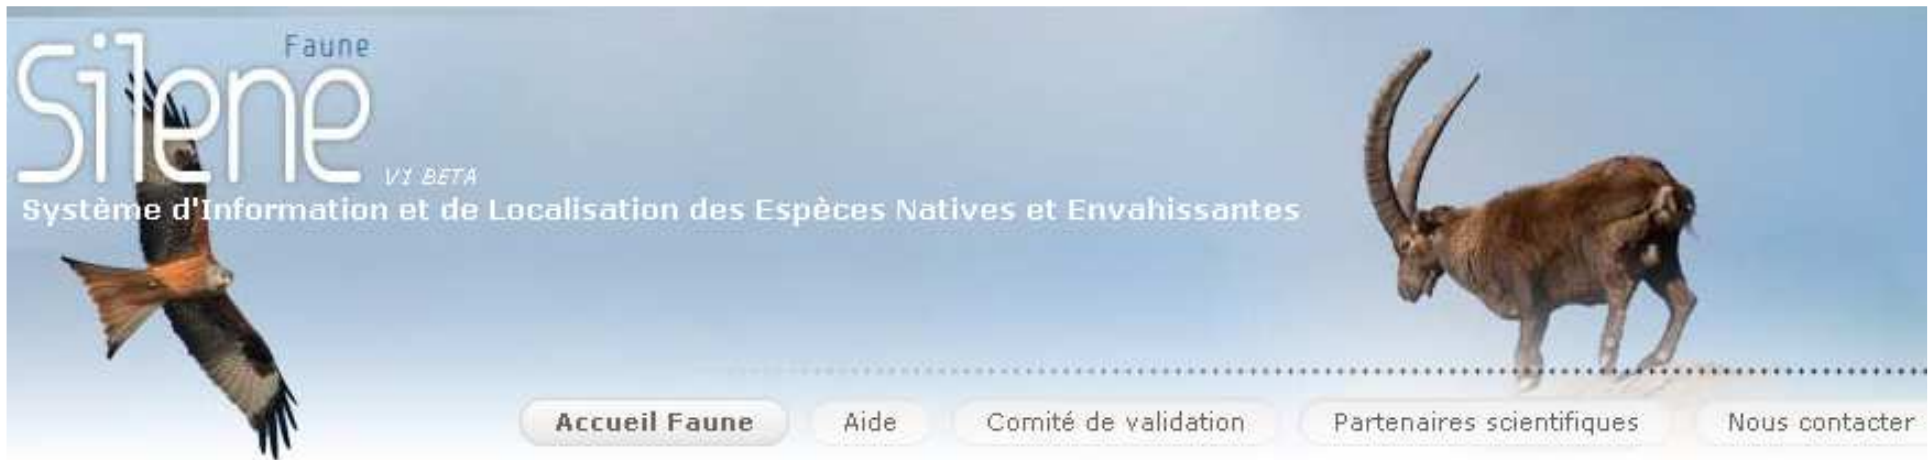 Faune
Silene
V1 BETA
Système d'Information et de Localisation des Espèces Natives et Envahissantes
Accueil Faune Aide Comité de validation Partenaires scientifiques Nous contacter